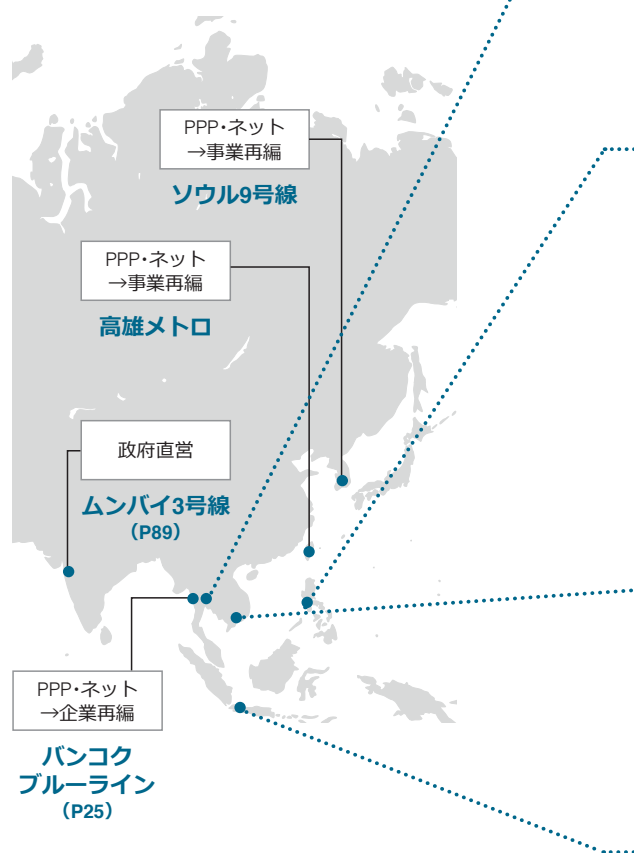 PPP・ネット
→事業再編
ソウル9号線
PPP・ネット
→事業再編
高雄メトロ
政府直営
ムンバイ3号線
（P89）
PPP・ネット
→企業再編
バンコク
ブルーライン
（P25）